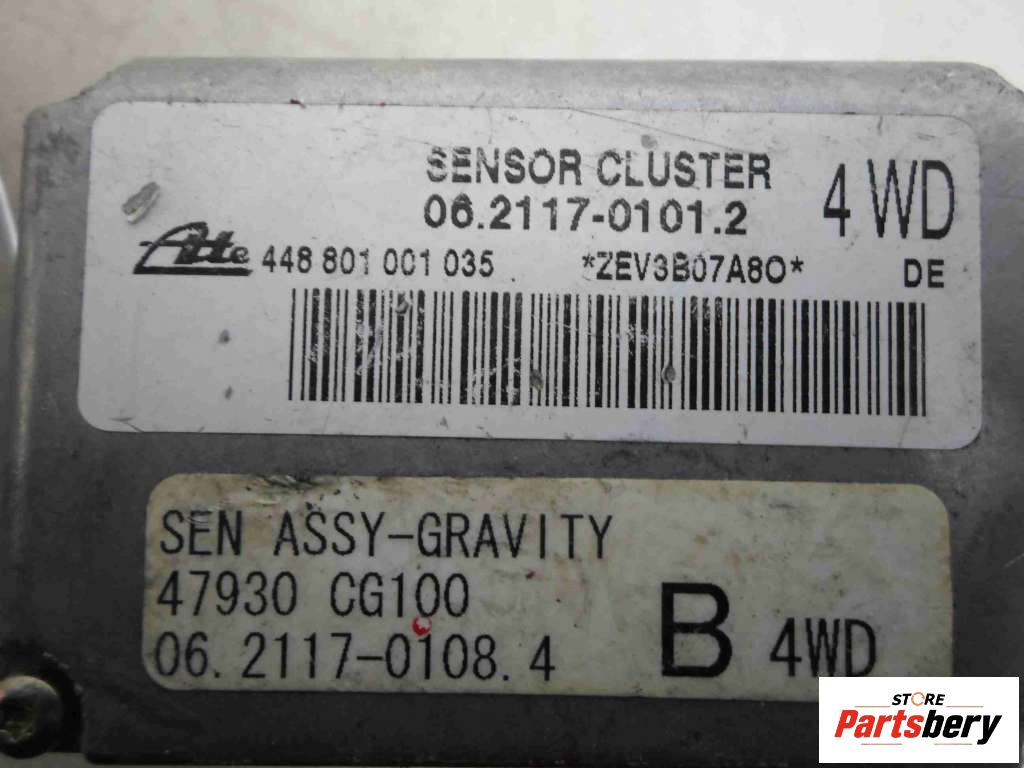 SENSOR CLUSTER
4 WD
06.2117-0101.2
Ate 448 801 001 035 *ZEV3B07A80* DE
SEN ASSY-GRAVITY
47930 CG100
06.2117-0108.4
B 4WD
STORE
Partsbery